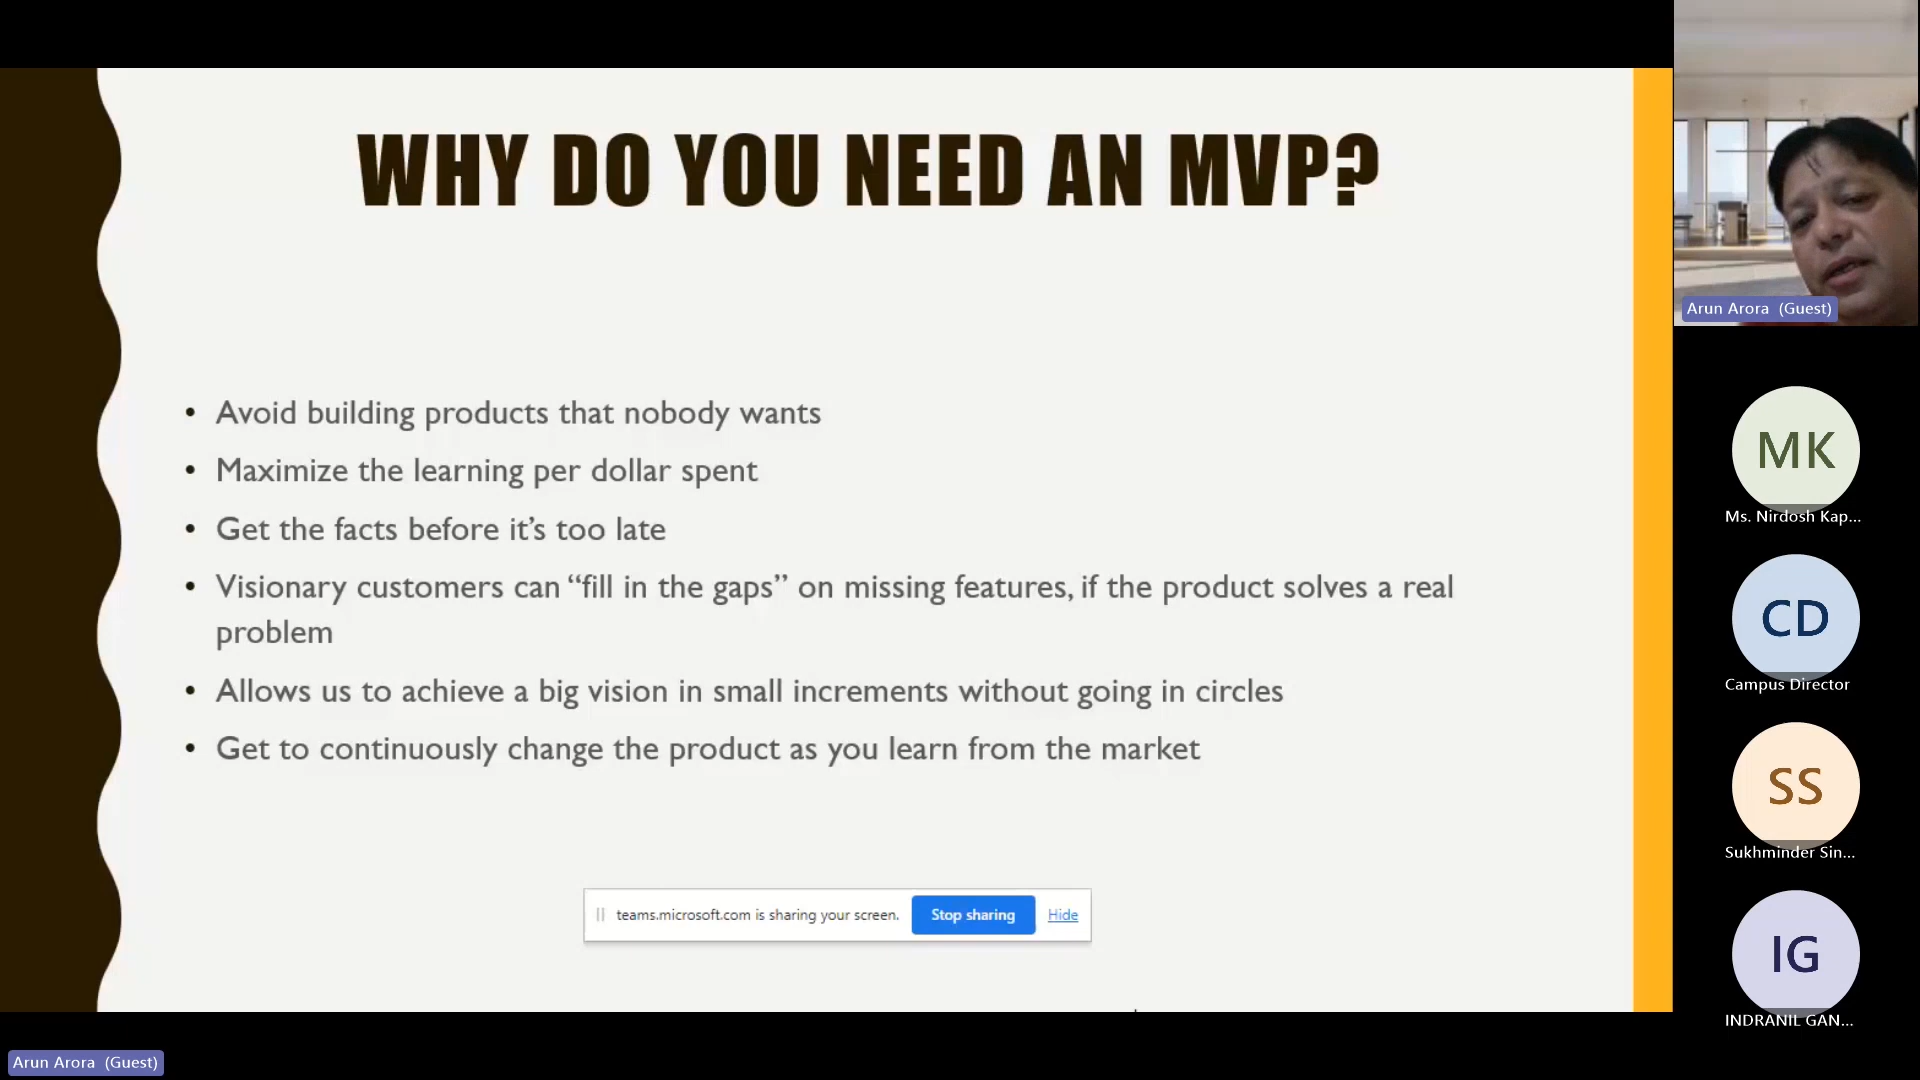 WHY DO YOU NEED AN MVP?
• Avoid building products that nobody wants
• Maximize the learning per dollar spent
• Get the facts before it’s too late
• Visionary customers can “fill in the gaps” on missing features, if the product solves a real
problem
• Allows us to achieve a big vision in small increments without going in circles
• Get to continuously change the product as you learn from the market
teams.microsoft.com is sharing your screen. Stop sharing Hide
Arun Arora (Guest)
Arun Arora (Guest)
MK
Ms. Nirdosh Kap...
CD
Campus Director
SS
Sukhminder Sin...
IG
INDRANIL GAN...